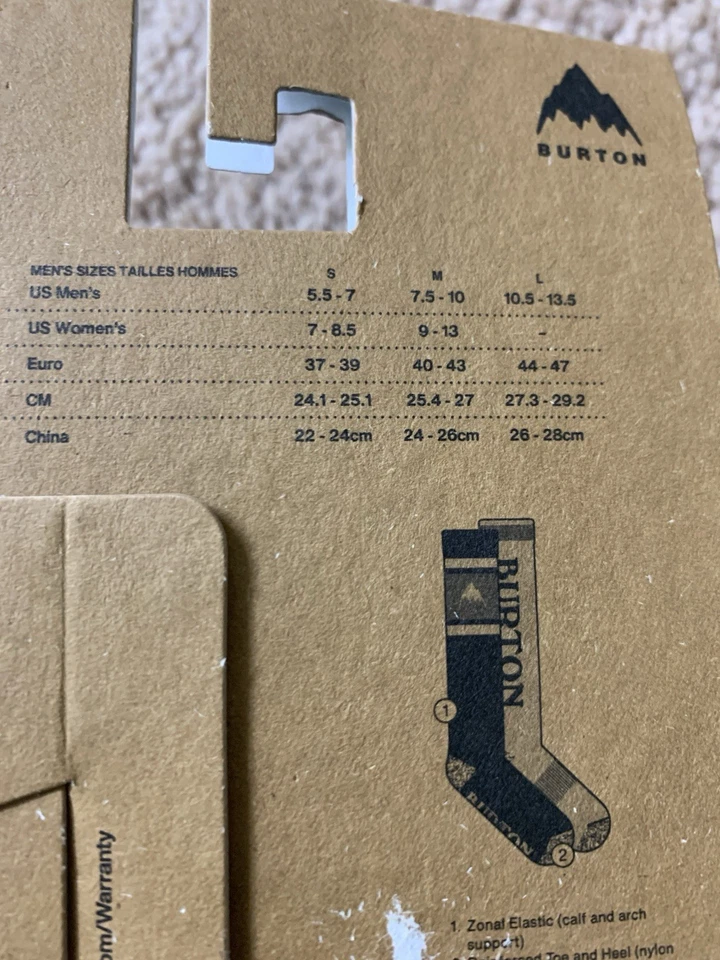 BURTON
MEN'S SIZES TAILLES HOMMES S M L
US Men's 5.5 - 7 7.5 - 10 10.5 - 13.5
US Women's 7 - 8.5 9 - 13 -
Euro 37 - 39 40 - 43 44 - 47
CM 24.1 - 25.1 25.4 - 27 27.3 - 29.2
China 22 - 24cm 24 - 26cm 26 - 28cm
BURTON
1
BURTON
2
om/Warranty
1. Zonal Elastic (calf and arch
support)
2. Reinforced Toe and Heel (nylon